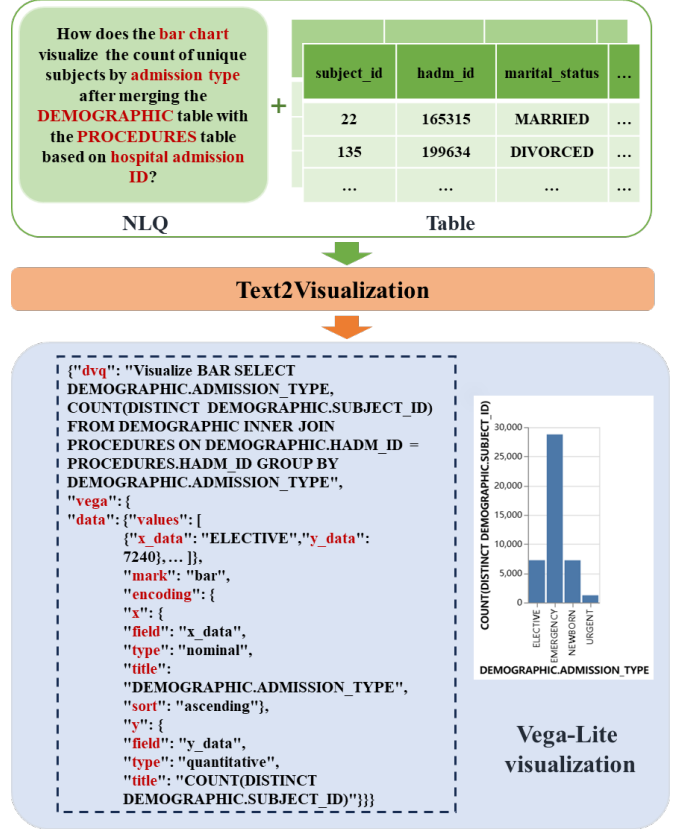 How does the bar chart
visualize the count of unique
subjects by admission type
after merging the
DEMOGRAPHIC table with
the PROCEDURES table
based on hospital admission
ID?
NLQ
+
subject_id hadm_id marital_status ...
22 165315 MARRIED ...
135 199634 DIVORCED ...
... ... ... ...
Table
Text2Visualization
{"dvq": "Visualize BAR SELECT
DEMOGRAPHIC.ADMISSION_TYPE,
COUNT(DISTINCT DEMOGRAPHIC.SUBJECT_ID)
FROM DEMOGRAPHIC INNER JOIN
PROCEDURES ON DEMOGRAPHIC.HADM_ID =
PROCEDURES.HADM_ID GROUP BY
DEMOGRAPHIC.ADMISSION_TYPE",
"vega": {
"data": {"values": [
{"x_data": "ELECTIVE","y_data":
7240},... ]},
"mark": "bar",
"encoding": {
"x": {
"field": "x_data",
"type": "nominal",
"title":
"DEMOGRAPHIC.ADMISSION_TYPE",
"sort": "ascending"},
"y": {
"field": "y_data",
"type": "quantitative",
"title": "COUNT(DISTINCT
DEMOGRAPHIC.SUBJECT_ID)"}}}
COUNT(DISTINCT DEMOGRAPHIC.SUBJECT_ID)
30,000
25,000
20,000
15,000
10,000
5,000
0
ELECTIVE
EMERGENCY
NEWBORN
URGENT
DEMOGRAPHIC.ADMISSION_TYPE
Vega-Lite
visualization